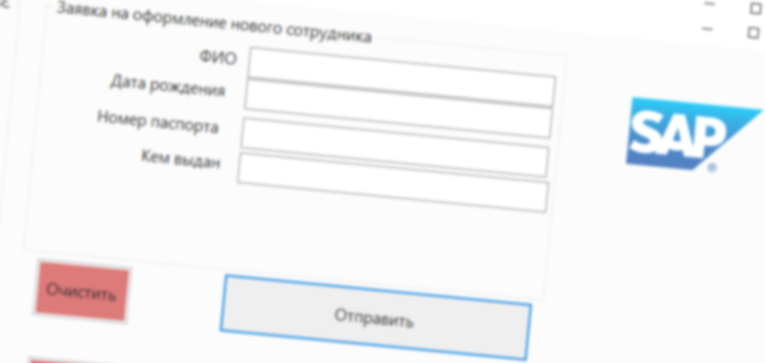 Заявка на оформление нового сотрудника
ФИО
Дата рождения
Номер паспорта
Кем выдан
SAP
Очистить
Отправить